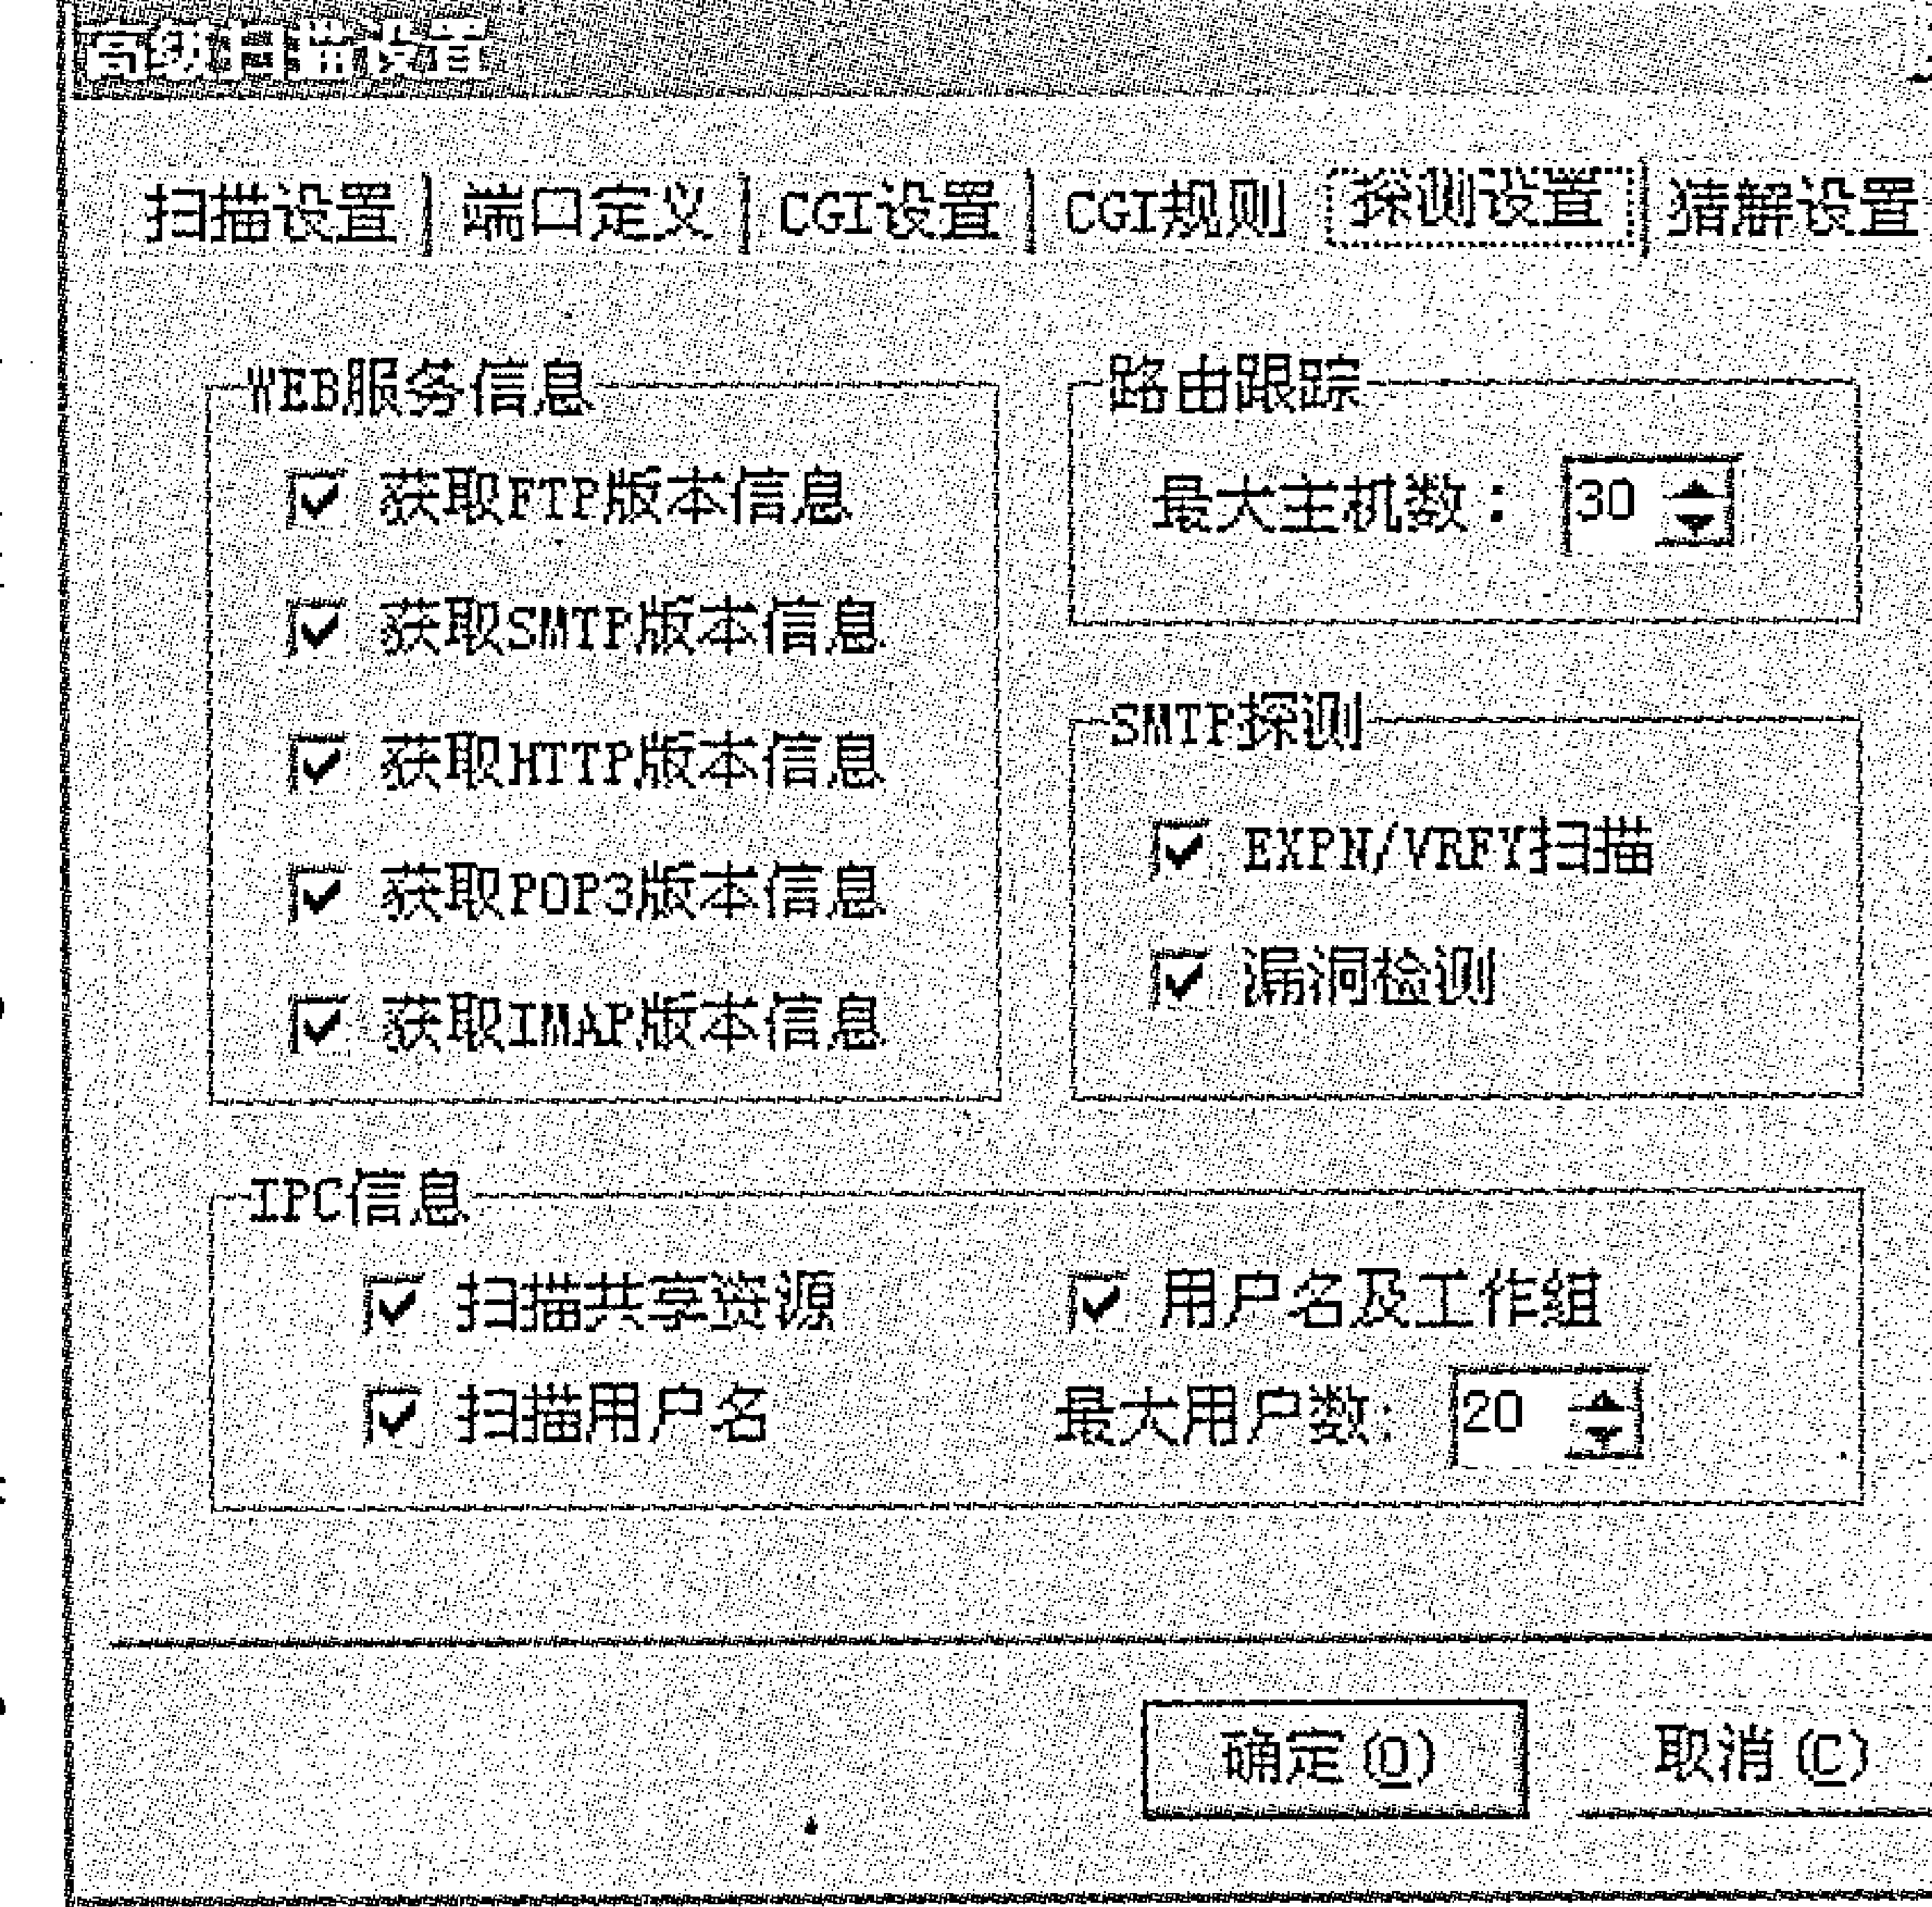 高级扫描设置
扫描设置 端口定义 CGI设置 CGI规则 探测设置 猜解设置
WEB服务信息
获取FTP版本信息
获取SMTP版本信息
获取HTTP版本信息
获取POP3版本信息
获取IMAP版本信息
路由跟踪
最大主机数： 30
SMTP探测
EXPN/VRFY扫描
漏洞检测
IPC信息
扫描共享资源 用户名及工作组
扫描用户名 最大用户数: 20
确定(O) 取消(C)